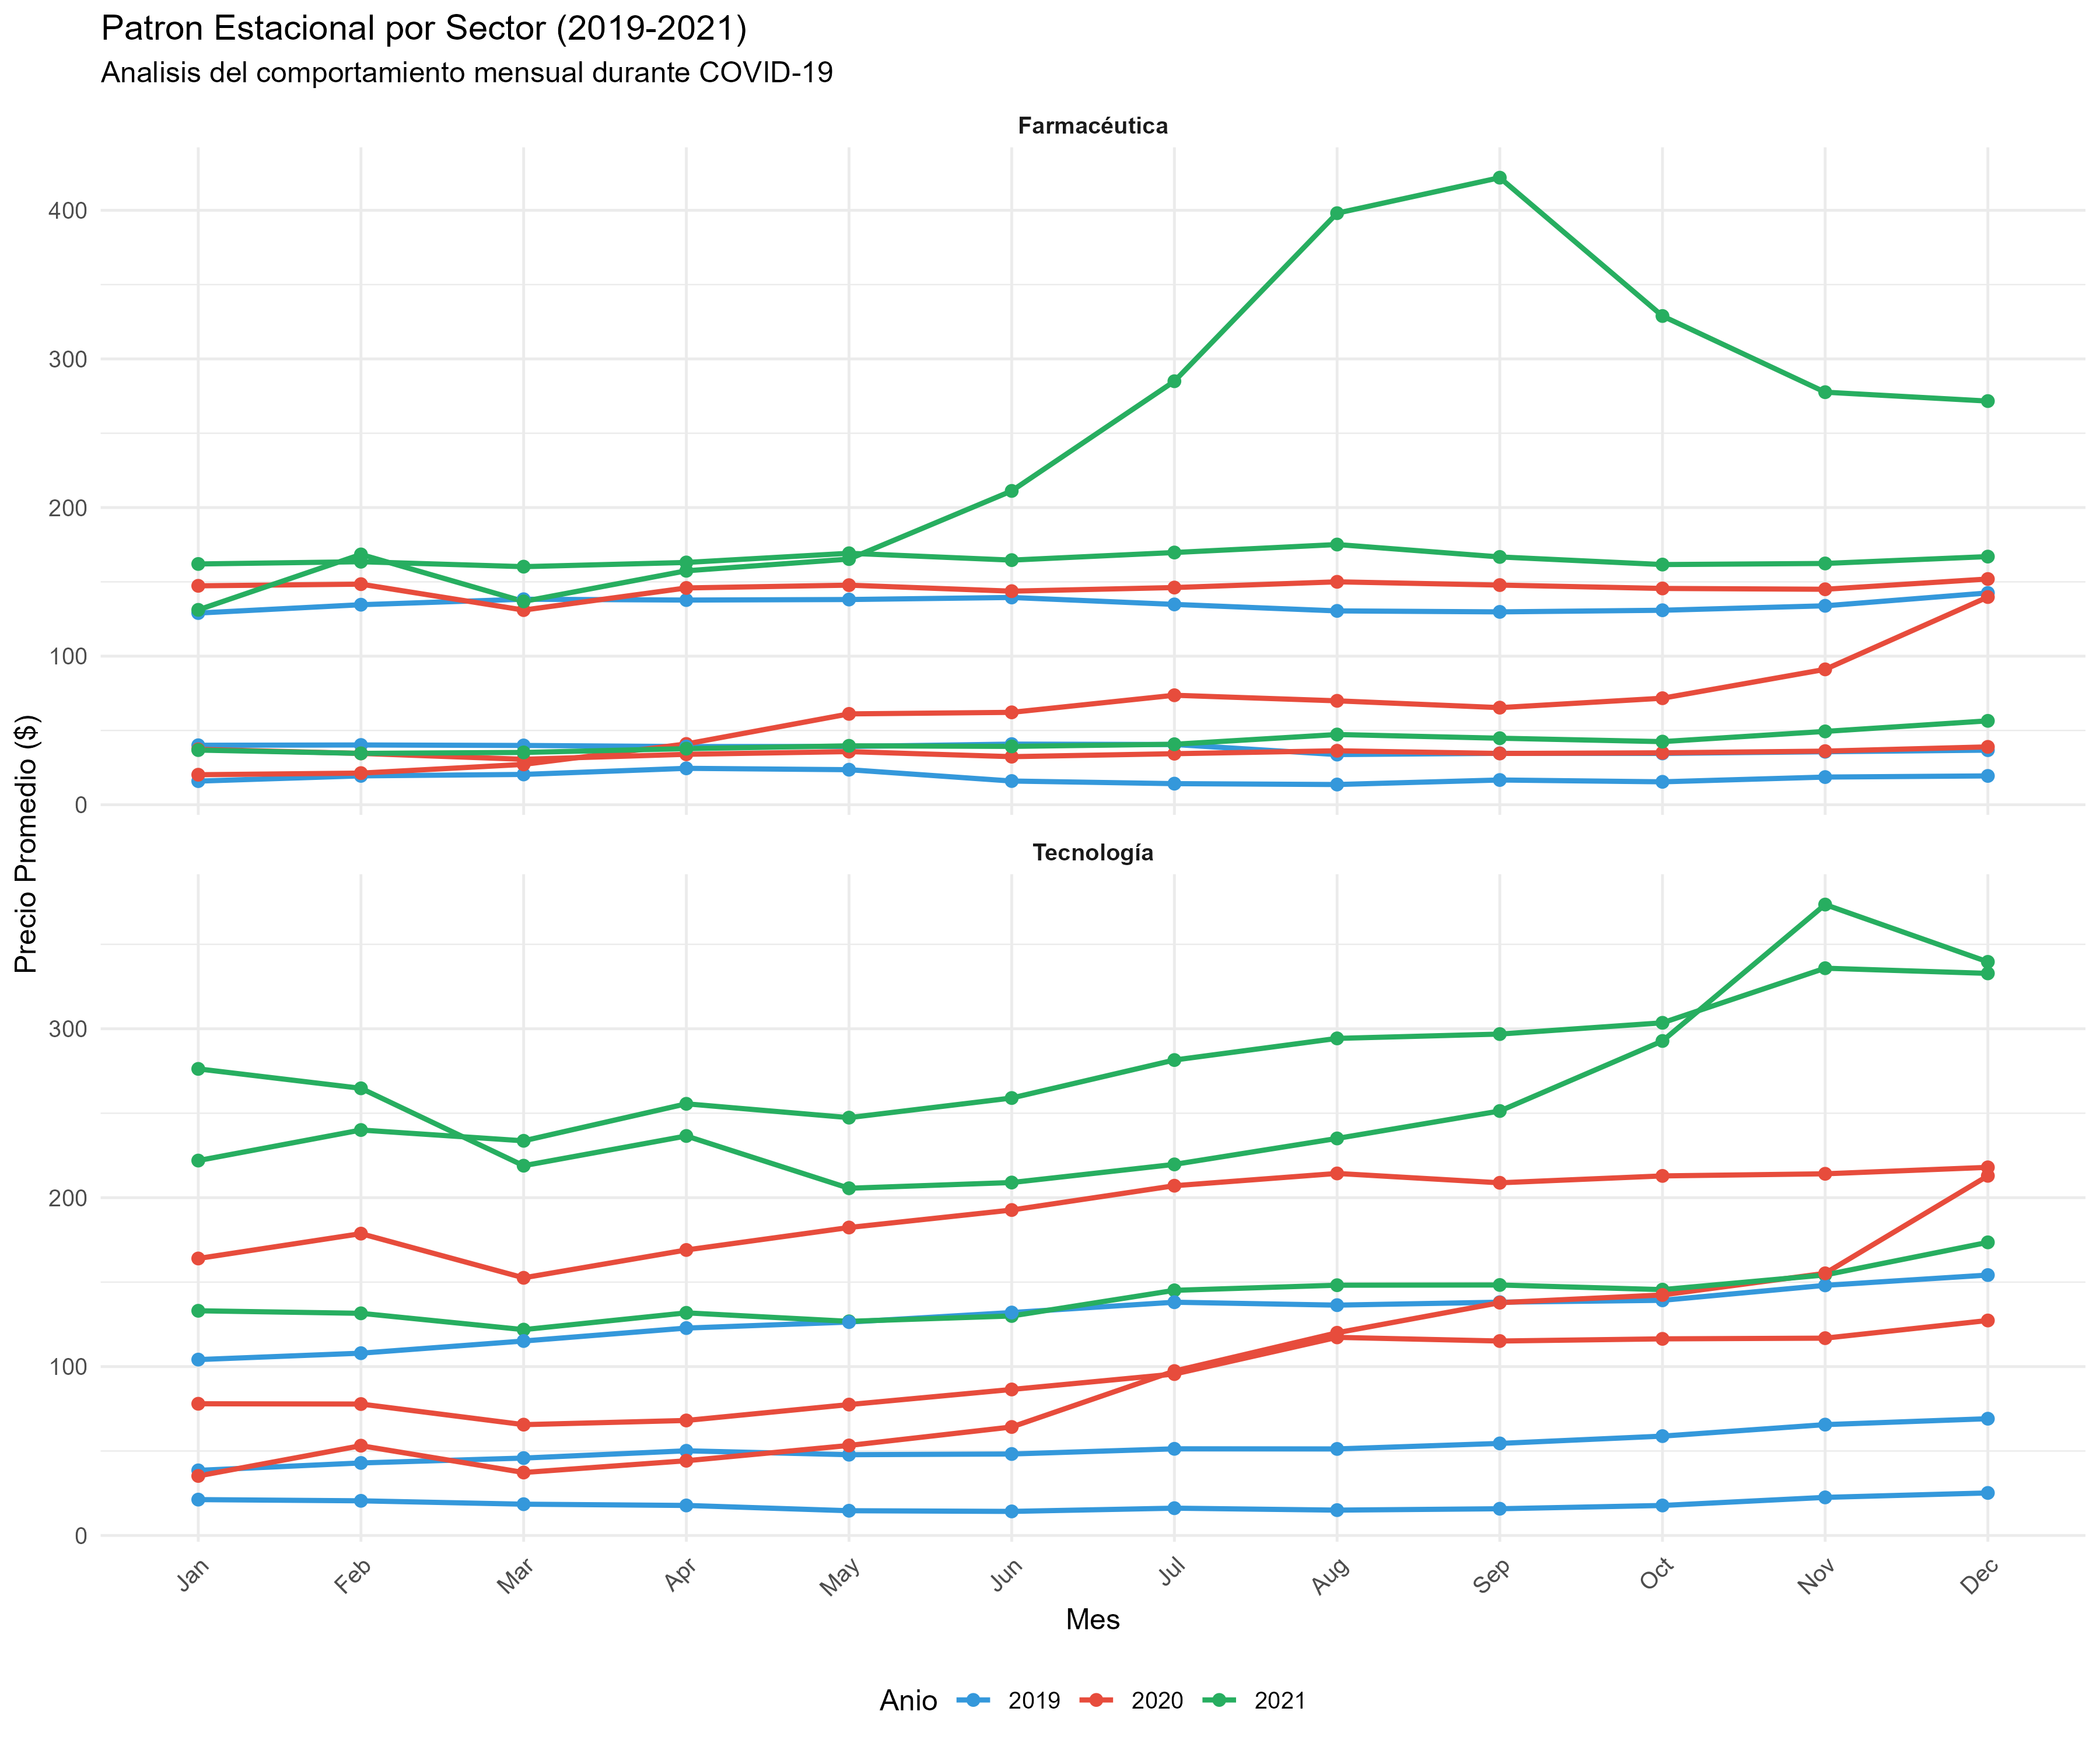 Patron Estacional por Sector (2019-2021)
Analisis del comportamiento mensual durante COVID-19
Farmacéutica
400
300
200
100
0
Precio Promedio ($)
Tecnología
300
200
100
0
Jan Feb Mar Apr May Jun Jul Aug Sep Oct Nov Dec
Mes
Anio 2019 2020 2021